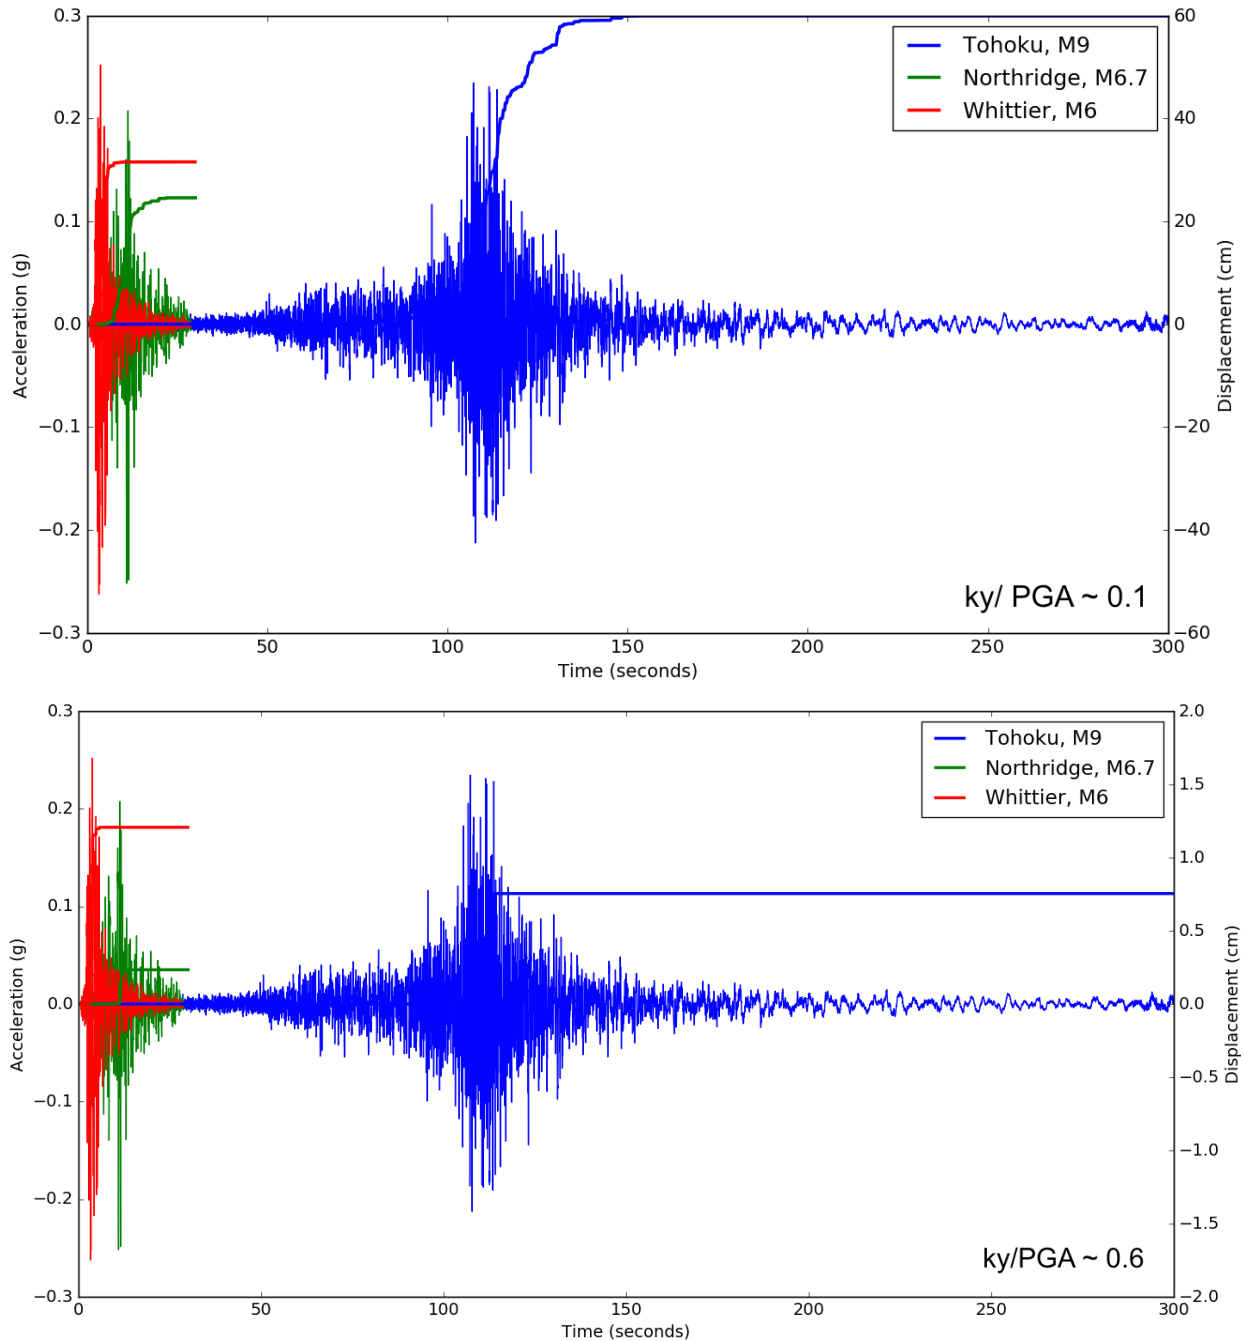 0.3
0.2
0.1
0.0
−0.1
−0.2
−0.3
Acceleration (g)
60
40
20
0
−20
−40
−60
Displacement (cm)
Tohoku, M9
Northridge, M6.7
Whittier, M6
ky/ PGA ~ 0.1
0 50 100 150 200 250 300
Time (seconds)
0.3
0.2
0.1
0.0
−0.1
−0.2
−0.3
Acceleration (g)
2.0
1.5
1.0
0.5
0.0
−0.5
−1.0
−1.5
−2.0
Displacement (cm)
Tohoku, M9
Northridge, M6.7
Whittier, M6
ky/PGA ~ 0.6
0 50 100 150 200 250 300
Time (seconds)